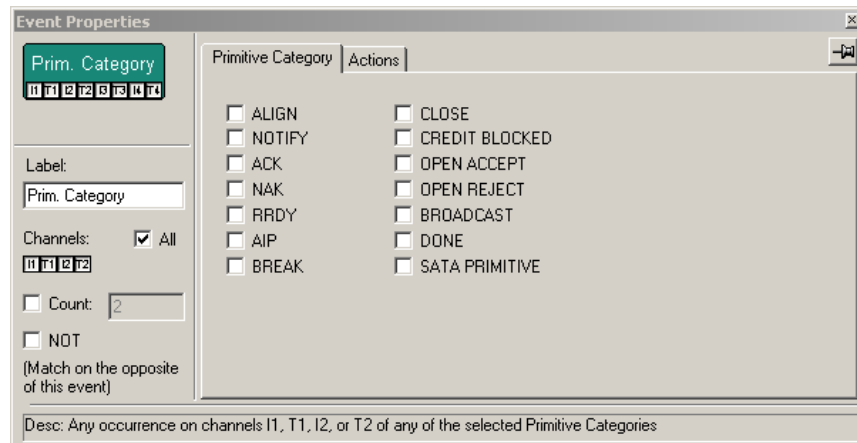 Event Properties
Prim. Category
I1 T1 I2 T2 I3 T3 I4 T4
Label:
Prim. Category
Channels: All
I1 T1 I2 T2
Count: 2
NOT
(Match on the opposite
of this event)
Primitive Category Actions
ALIGN CLOSE
NOTIFY CREDIT BLOCKED
ACK OPEN ACCEPT
NAK OPEN REJECT
RRDY BROADCAST
AIP DONE
BREAK SATA PRIMITIVE
Desc: Any occurrence on channels I1, T1, I2, or T2 of any of the selected Primitive Categories